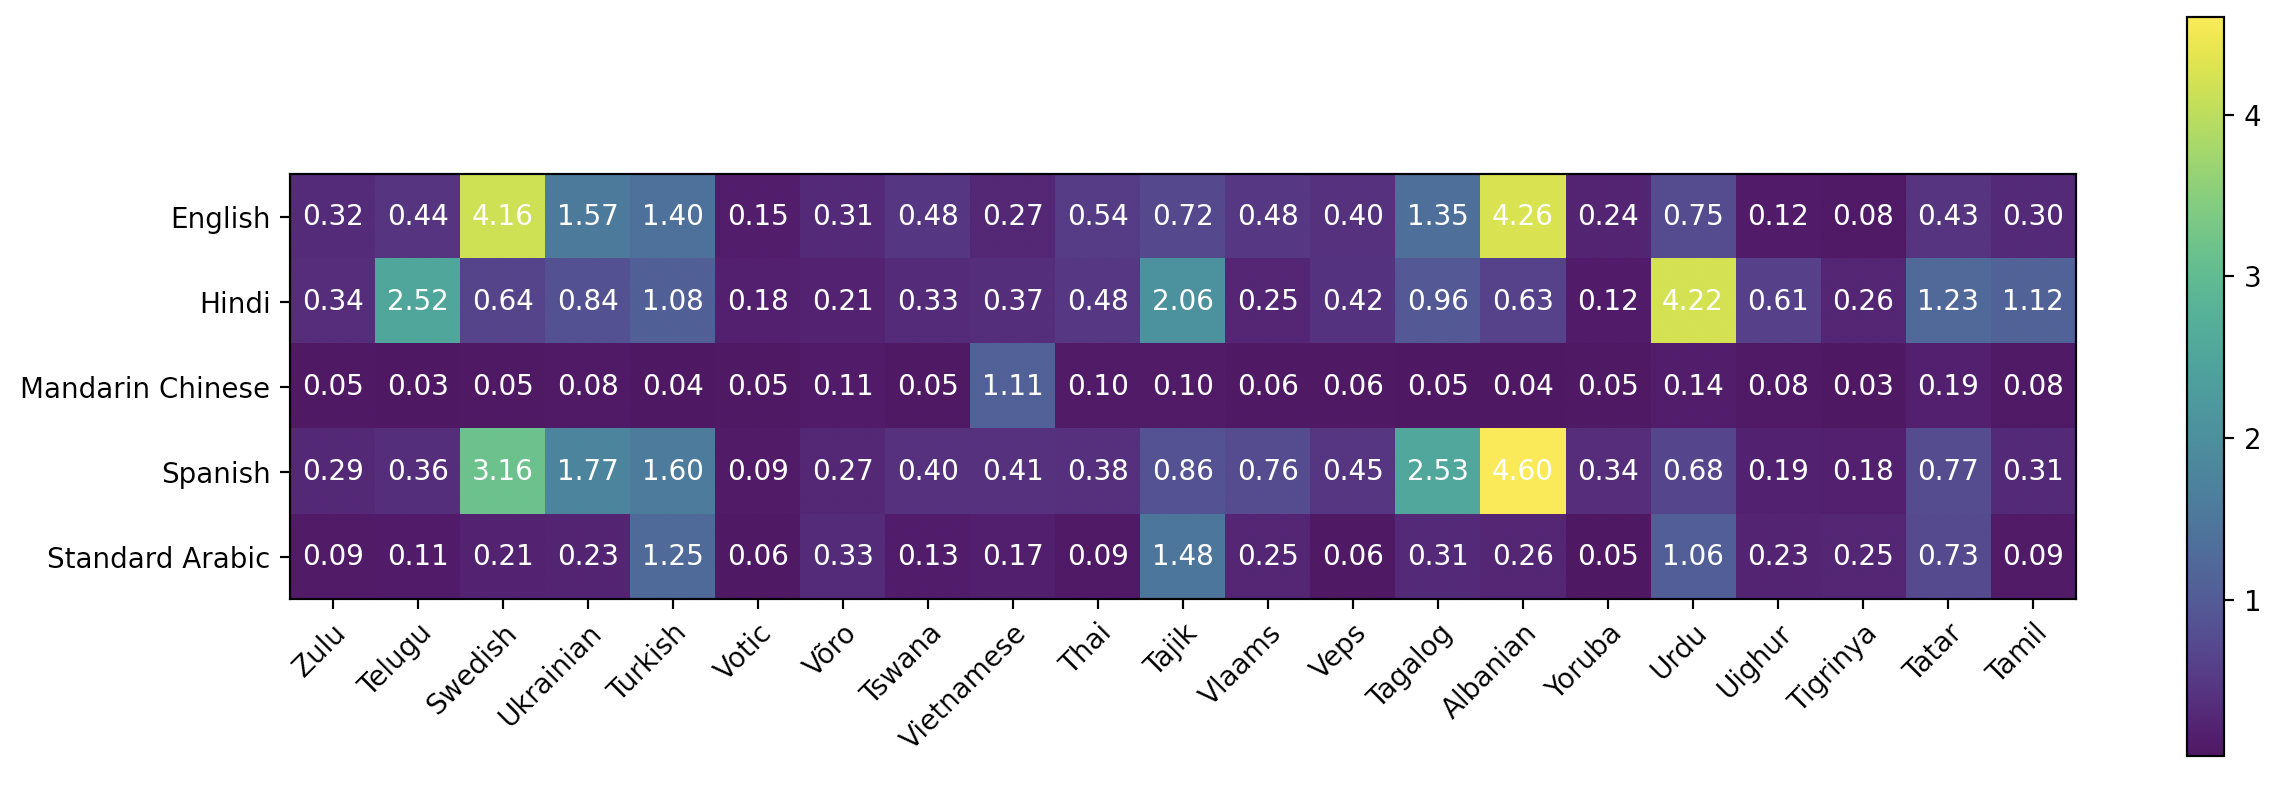 4
English 0.32 0.44 4.16 1.57 1.40 0.15 0.31 0.48 0.27 0.54 0.72 0.48 0.40 1.35 4.26 0.24 0.75 0.12 0.08 0.43 0.30
Hindi 0.34 2.52 0.64 0.84 1.08 0.18 0.21 0.33 0.37 0.48 2.06 0.25 0.42 0.96 0.63 0.12 4.22 0.61 0.26 1.23 1.12
3
Mandarin Chinese 0.05 0.03 0.05 0.08 0.04 0.05 0.11 0.05 1.11 0.10 0.10 0.06 0.06 0.05 0.04 0.05 0.14 0.08 0.03 0.19 0.08
2
Spanish 0.29 0.36 3.16 1.77 1.60 0.09 0.27 0.40 0.41 0.38 0.86 0.76 0.45 2.53 4.60 0.34 0.68 0.19 0.18 0.77 0.31
Standard Arabic 0.09 0.11 0.21 0.23 1.25 0.06 0.33 0.13 0.17 0.09 1.48 0.25 0.06 0.31 0.26 0.05 1.06 0.23 0.25 0.73 0.09
1
Zulu Telugu Swedish Ukrainian Turkish Votic Võro Tswana Vietnamese Thai Tajik Vlaams Veps Tagalog Albanian Yoruba Urdu Uighur Tigrinya Tatar Tamil